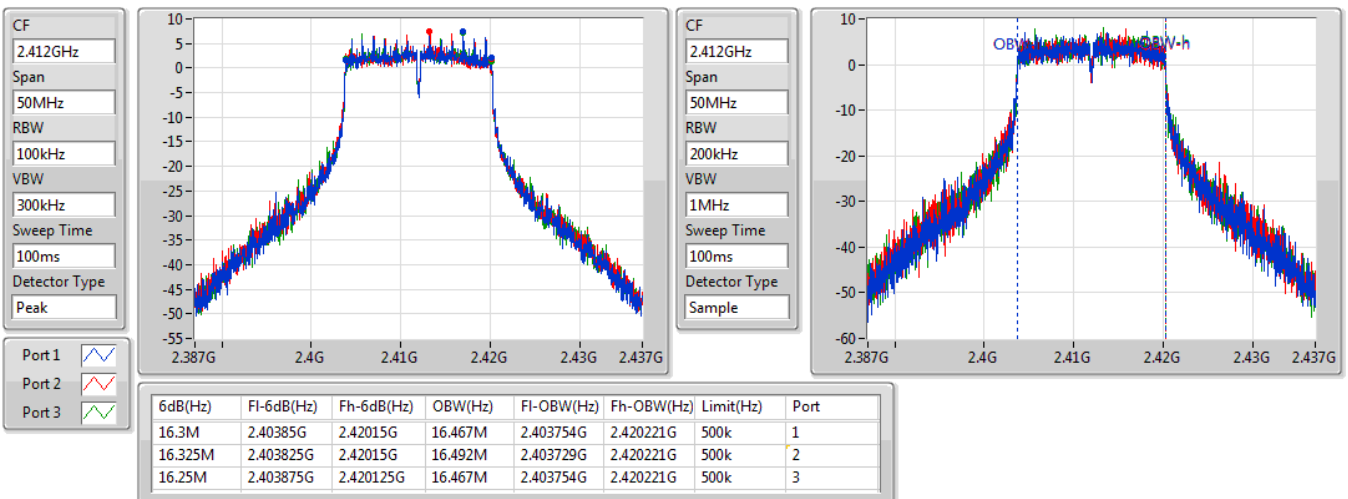 CF
2.412GHz
Span
50MHz
RBW
100kHz
VBW
300kHz
Sweep Time
100ms
Detector Type
Peak
10
5
0
-5
-10
-15
-20
-25
-30
-35
-40
-45
-50
-55
2.387G 2.4G 2.41G 2.42G 2.43G 2.437G
CF
2.412GHz
Span
50MHz
RBW
200kHz
VBW
1MHz
Sweep Time
100ms
Detector Type
Sample
10
0
-10
-20
-30
-40
-50
-60
OBW-h
2.387G 2.4G 2.41G 2.42G 2.43G 2.437G
Port 1
Port 2
Port 3
6dB(Hz) Fl-6dB(Hz) Fh-6dB(Hz) OBW(Hz) Fl-OBW(Hz) Fh-OBW(Hz) Limit(Hz) Port
16.3M 2.40385G 2.42015G 16.467M 2.403754G 2.420221G 500k 1
16.325M 2.403825G 2.42015G 16.492M 2.403729G 2.420221G 500k 2
16.25M 2.403875G 2.420125G 16.467M 2.403754G 2.420221G 500k 3